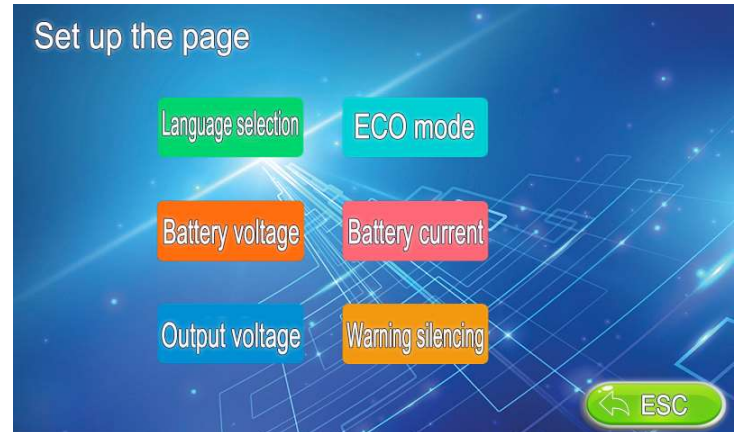 Set up the page
Language selection
ECO mode
Battery voltage
Battery current
Output voltage
Warning silencing
ESC